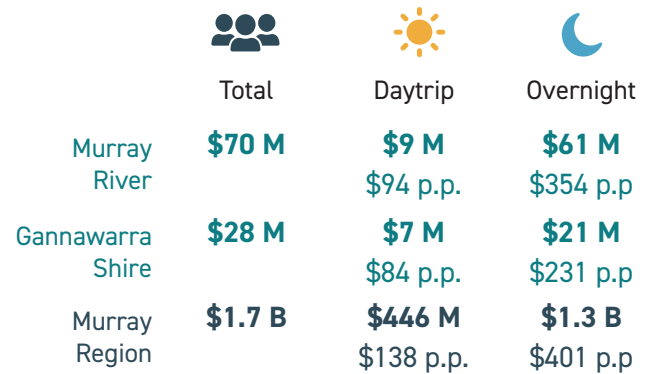 Total Daytrip Overnight
Murray River $70 M $9 M $61 M
$94 p.p. $354 p.p
Gannawarra Shire $28 M $7 M $21 M
$84 p.p. $231 p.p
Murray Region $1.7 B $446 M $1.3 B
$138 p.p. $401 p.p